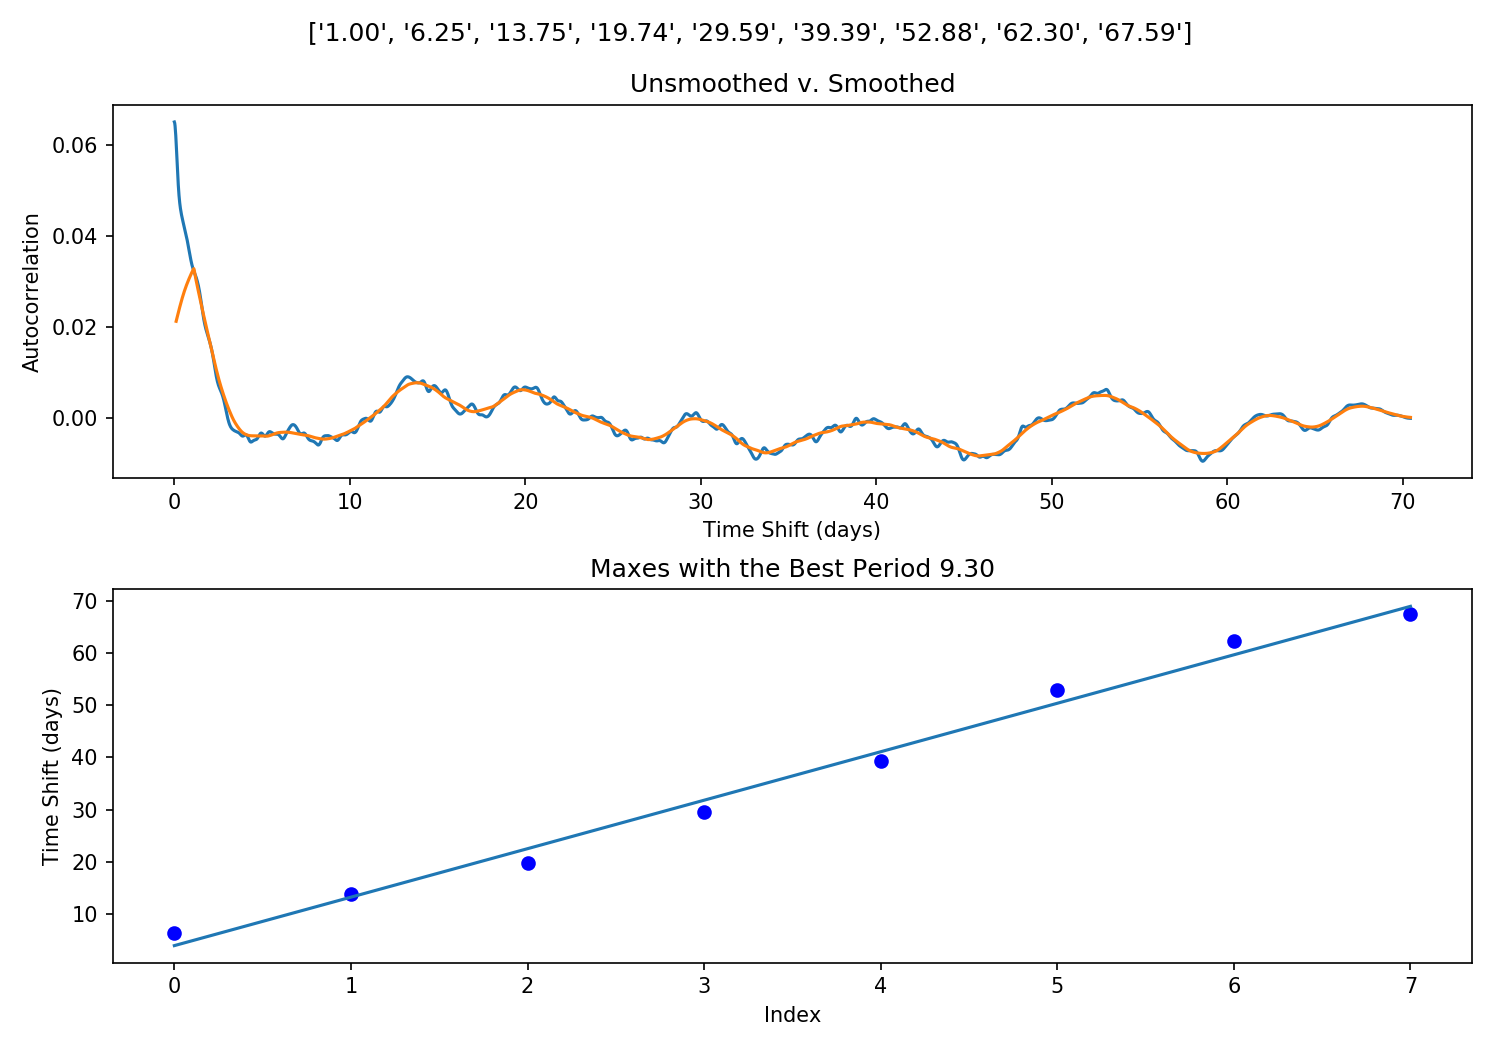 ['1.00', '6.25', '13.75', '19.74', '29.59', '39.39', '52.88', '62.30', '67.59']
Unsmoothed v. Smoothed
Autocorrelation
0.06
0.04
0.02
0.00
0 10 20 30 40 50 60 70
Time Shift (days)
Maxes with the Best Period 9.30
Time Shift (days)
70
60
50
40
30
20
10
0 1 2 3 4 5 6 7
Index